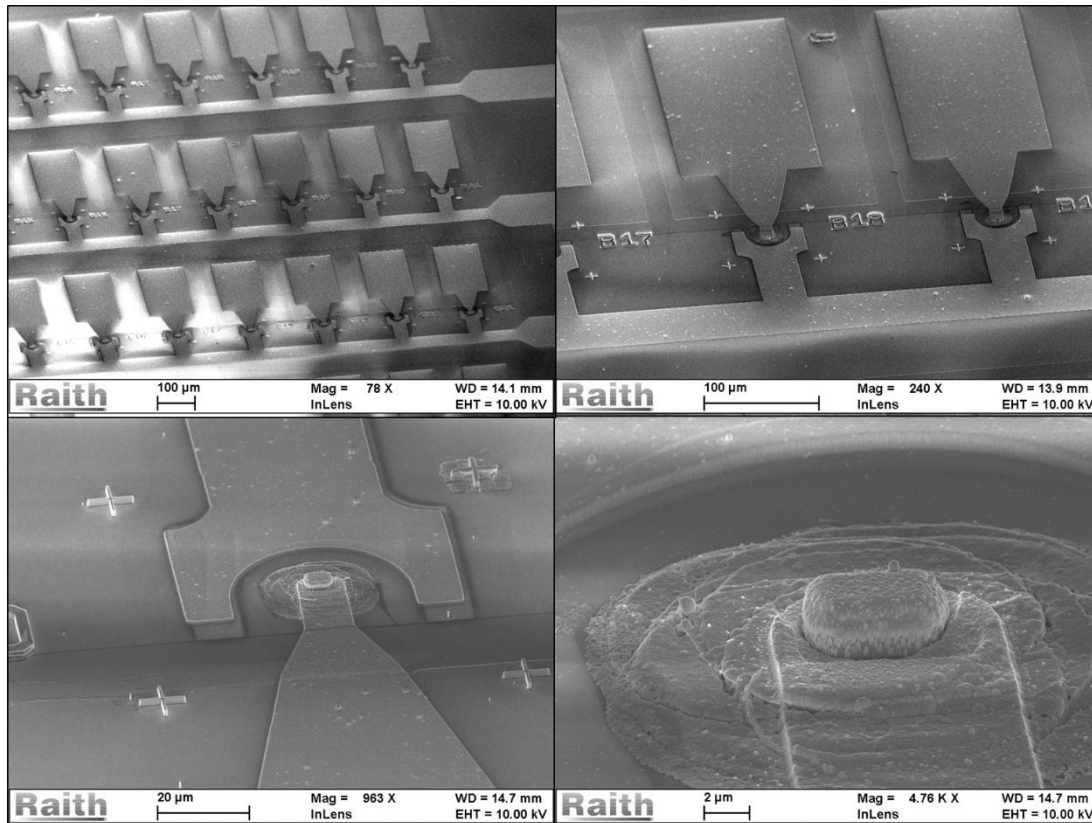 B17
B18
B1
Raith
100 µm
Mag = 78 X
WD = 14.1 mm
InLens
EHT = 10.00 kV
Raith
100 µm
Mag = 240 X
WD = 13.9 mm
InLens
EHT = 10.00 kV
Raith
20 µm
Mag = 963 X
WD = 14.7 mm
InLens
EHT = 10.00 kV
Raith
2 µm
Mag = 4.76 K X
WD = 14.7 mm
InLens
EHT = 10.00 kV